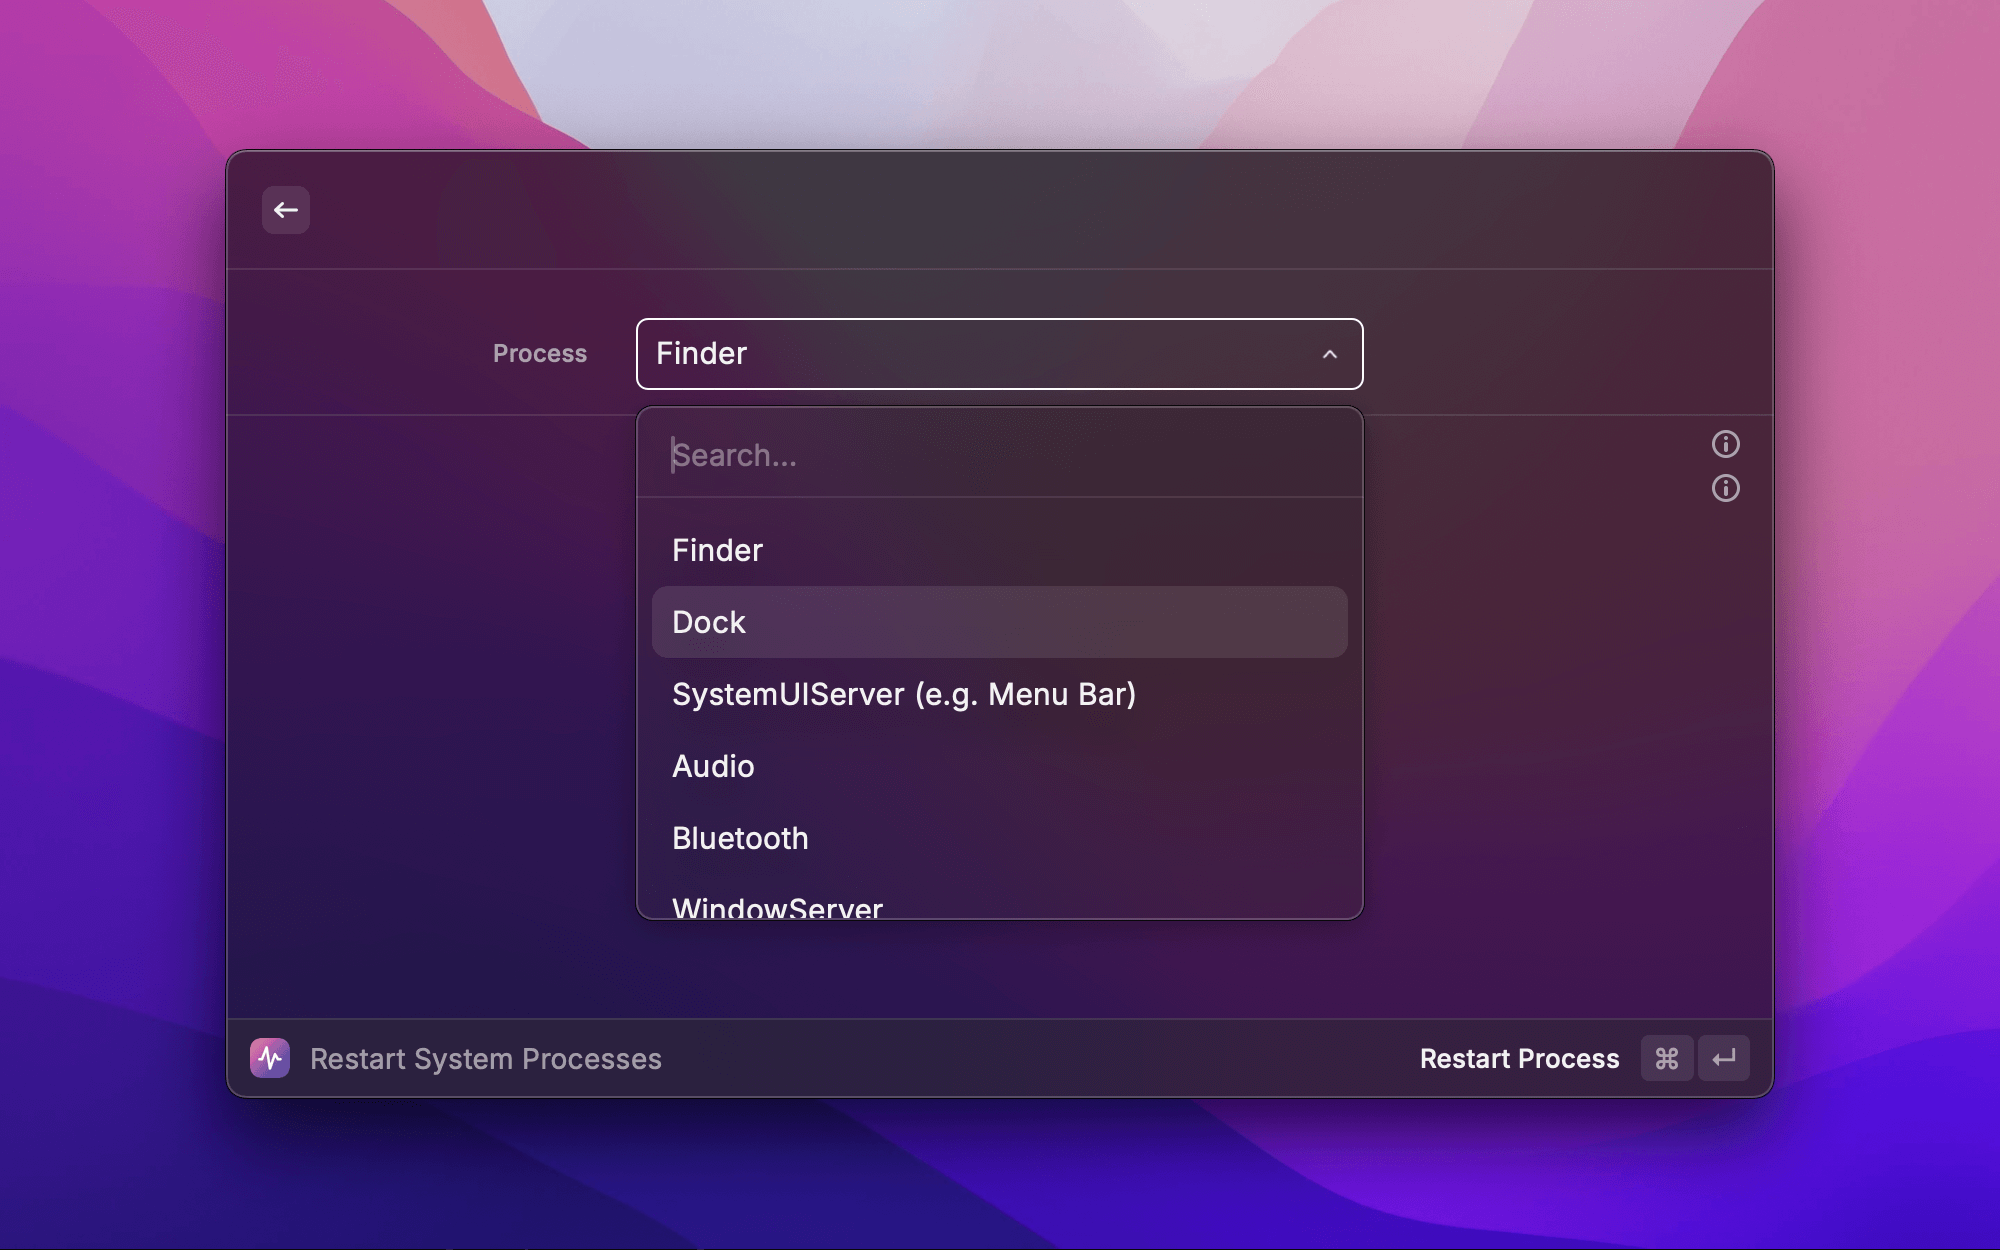 Process
Finder
Search...
Finder
Dock
SystemUIServer (e.g. Menu Bar)
Audio
Bluetooth
WindowServer
Restart System Processes
Restart Process ⌘ ↵